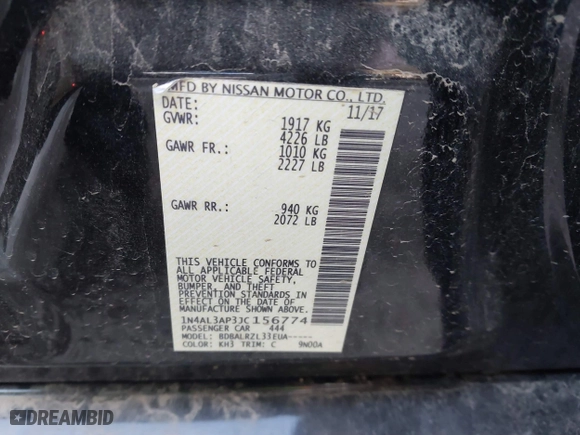 MFD BY NISSAN MOTOR CO., LTD.
DATE: 11/17
GVWR: 1917 KG
4226 LB
GAWR FR.: 1010 KG
2227 LB
GAWR RR.: 940 KG
2072 LB
THIS VEHICLE CONFORMS TO
ALL APPLICABLE FEDERAL
MOTOR VEHICLE SAFETY,
BUMPER, AND THEFT
PREVENTION STANDARDS IN
EFFECT ON THE DATE OF
MANUFACTURE SHOWN ABOVE.
1N4AL3AP3JC156774
PASSENGER CAR 444
MODEL: BDBALRZL33EUA-----
COLOR: KH3 TRIM: C 9N00A
DREAMBID